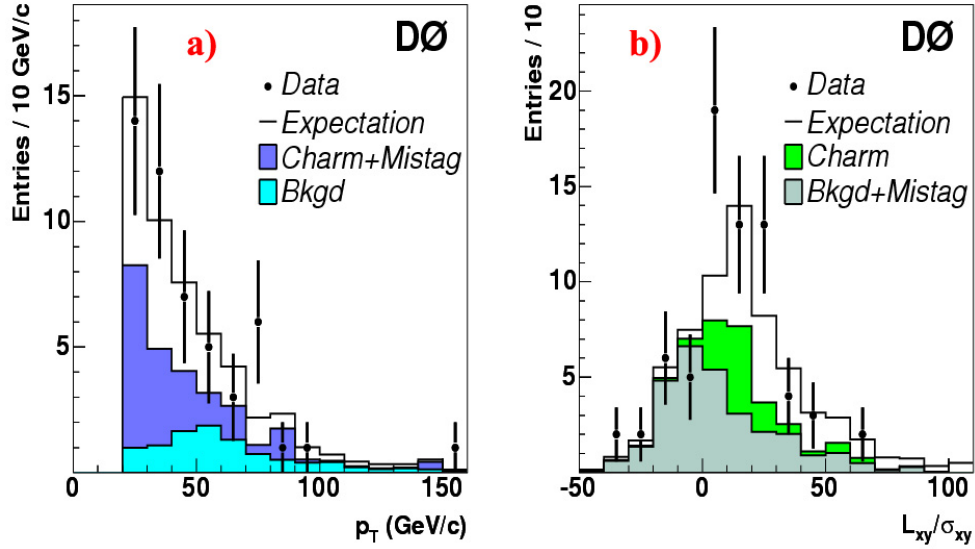 a)
DØ
Data
Expectation
Charm+Mistag
Bkgd
Entries / 10 GeV/c
15
10
5
0
50
100
150
p_T (GeV/c)
b)
DØ
Data
Expectation
Charm
Bkgd+Mistag
Entries / 10
20
15
10
5
-50
0
50
100
L_xy/σ_xy